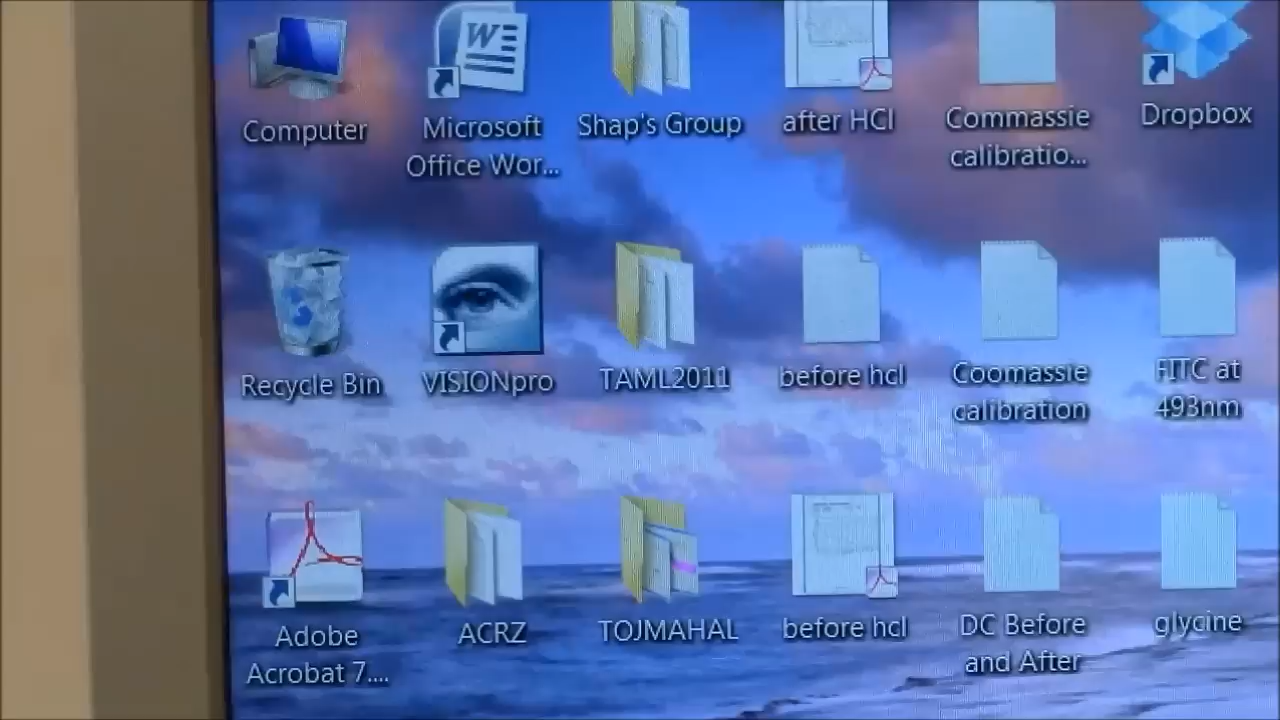 Computer
Microsoft
Office Wor...
Shap's Group
after HCl
Commassie
calibratio...
Dropbox
Recycle Bin
VISIONpro
TAML2011
before hcl
Coomassie
calibration
FITC at
493nm
Adobe
Acrobat 7....
ACRZ
TOJMAHAL
before hcl
DC Before
and After
glycine